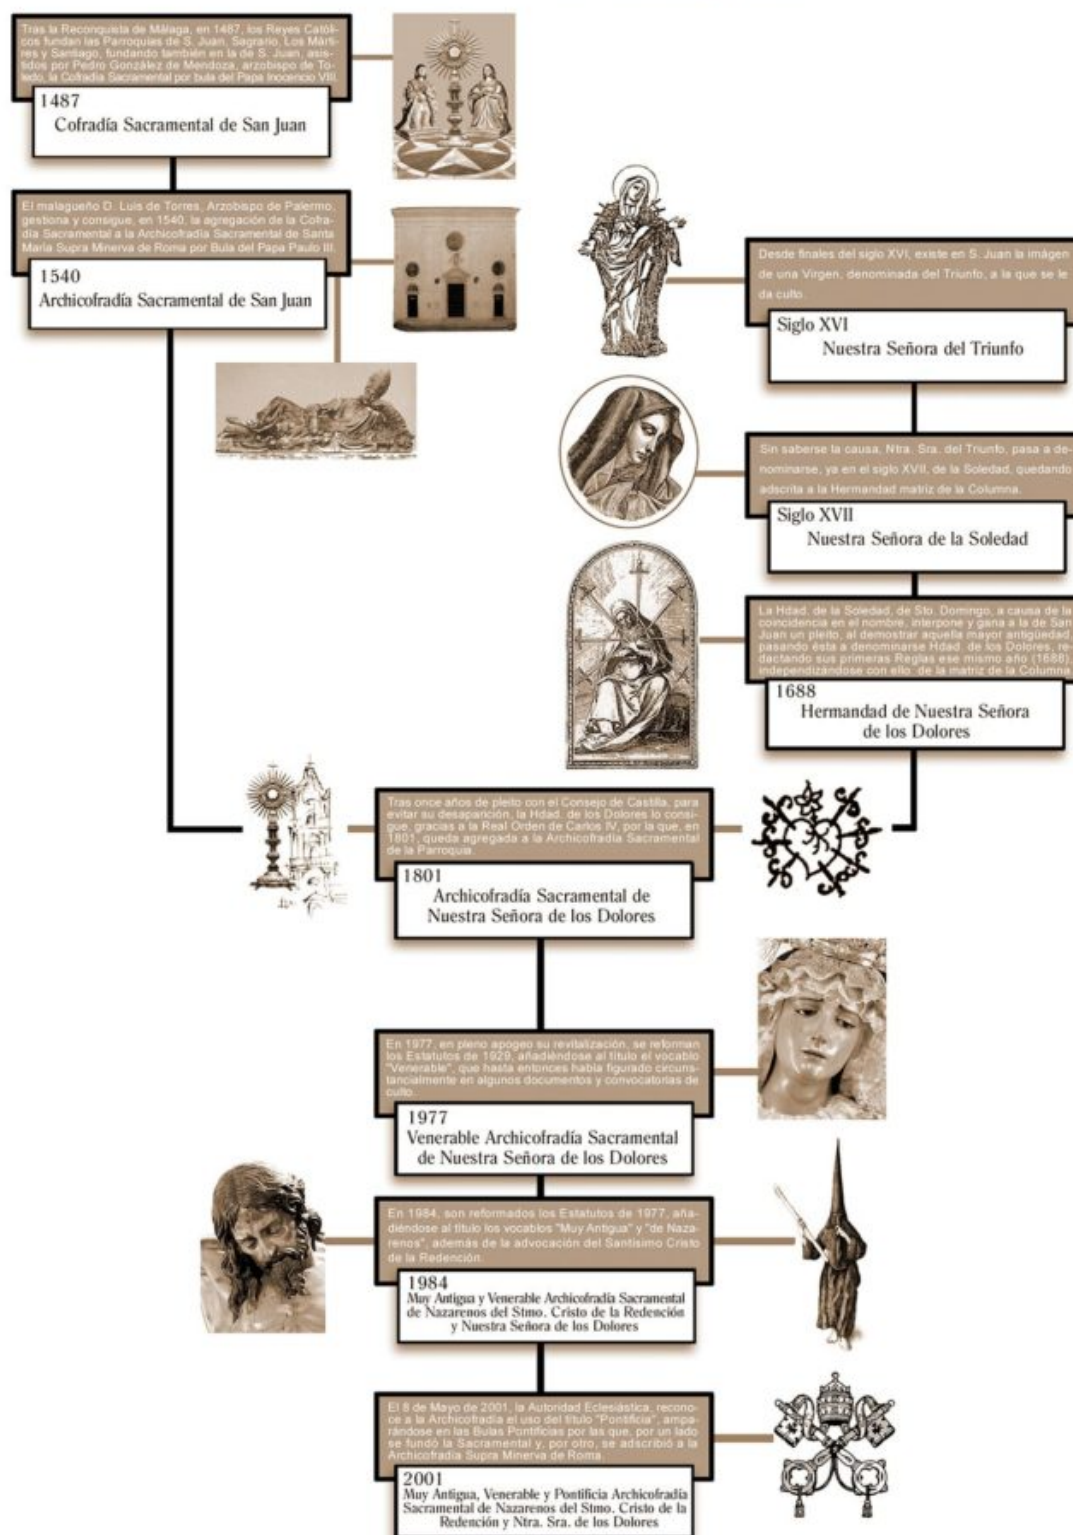 Tras la Reconquista de Málaga, en 1487, los Reyes Católi-
cos fundan las Parroquias de S. Juan, Sagrario, Los Márti-
res y Santiago, fundando también en la de S. Juan, asis-
tidos por Pedro González de Mendoza, arzobispo de To-
ledo, la Cofradía Sacramental por bula del Papa Inocencio VIII.
1487
Cofradía Sacramental de San Juan
El malagueño D. Luis de Torres, Arzobispo de Palermo,
gestiona y consigue, en 1540, la agregación de la Cofra-
día Sacramental a la Archicofradía Sacramental de Santa
María Supra Minerva de Roma por Bula del Papa Paulo III.
1540
Archicofradía Sacramental de San Juan
Desde finales del siglo XVI, existe en S. Juan la imágen
de una Virgen, denominada del Triunfo, a la que se le
da culto.
Siglo XVI
Nuestra Señora del Triunfo
Sin saberse la causa, Ntra. Sra. del Triunfo, pasa a de-
nominarse, ya en el siglo XVII, de la Soledad, quedando
adscrita a la Hermandad matriz de la Columna.
Siglo XVII
Nuestra Señora de la Soledad
La Hdad. de la Soledad, de Sto. Domingo, a causa de la
coincidencia en el nombre, interpone y gana a la de San
Juan un pleito, al demostrar aquella mayor antigüedad,
pasando ésta a denominarse Hdad. de los Dolores, re-
dactando sus primeras Reglas ese mismo año (1688),
independizándose con ello, de la matriz de la Columna.
1688
Hermandad de Nuestra Señora
de los Dolores
Tras once años de pleito con el Consejo de Castilla, para
evitar su desaparición, la Hdad. de los Dolores lo consi-
gue, gracias a la Real Orden de Carlos IV, por la que, en
1801, queda agregada a la Archicofradía Sacramental
de la Parroquia.
1801
Archicofradía Sacramental de
Nuestra Señora de los Dolores
En 1977, en pleno apogeo su revitalización, se reforman
los Estatutos de 1929, añadiéndose al título el vocablo
"Venerable", que hasta entonces había figurado circuns-
tancialmente en algunos documentos y convocatorias de
culto.
1977
Venerable Archicofradía Sacramental
de Nuestra Señora de los Dolores
En 1984, son reformados los Estatutos de 1977, aña-
diéndose al título los vocablos "Muy Antigua" y "de Naza-
renos", además de la advocación del Santísimo Cristo
de la Redención.
1984
Muy Antigua y Venerable Archicofradía Sacramental
de Nazarenos del Stmo. Cristo de la Redención
y Nuestra Señora de los Dolores
El 8 de Mayo de 2001, la Autoridad Eclesiástica, recono-
ce a la Archicofradía el uso del título "Pontificia", ampa-
rándose en las Bulas Pontificias por las que, por un lado
se fundó la Sacramental y, por otro, se adscribió a la
Archicofradía Supra Minerva de Roma.
2001
Muy Antigua, Venerable y Pontificia Archicofradía
Sacramental de Nazarenos del Stmo. Cristo de la
Redención y Ntra. Sra. de los Dolores